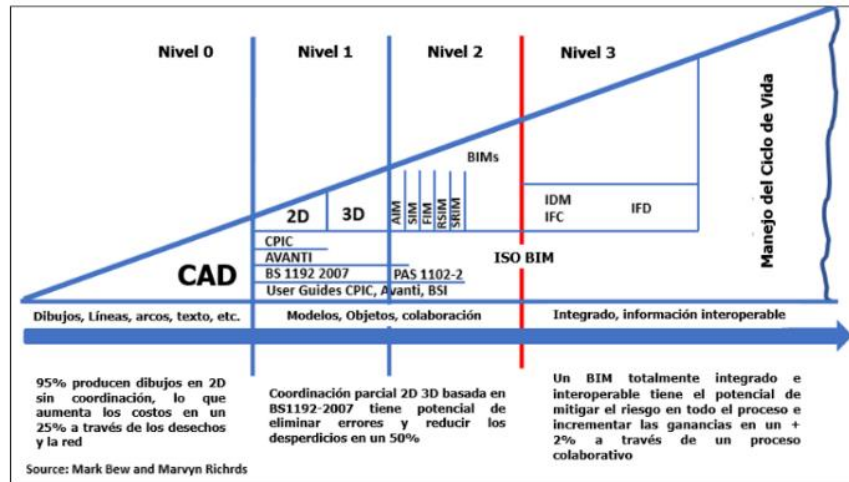 Nivel 0
Nivel 1
Nivel 2
Nivel 3
BIMs
2D
3D
AIM
SIM
FIM
RSIM
SRIM
IDM
IFC
IFD
Manejo del Ciclo de Vida
CPIC
AVANTI
CAD
BS 1192 2007
PAS 1102-2
ISO BIM
User Guides CPIC, Avanti, BSI
Dibujos, Líneas, arcos, texto, etc.
Modelos, Objetos, colaboración
Integrado, información interoperable
95% producen dibujos en 2D
sin coordinación, lo que
aumenta los costos en un
25% a través de los desechos
y la red
Coordinación parcial 2D 3D basada en
BS1192-2007 tiene potencial de
eliminar errores y reducir los
desperdicios en un 50%
Un BIM totalmente integrado e
interoperable tiene el potencial de
mitigar el riesgo en todo el proceso e
incrementar las ganancias en un +
2% a través de un proceso
colaborativo
Source: Mark Bew and Marvyn Richrds